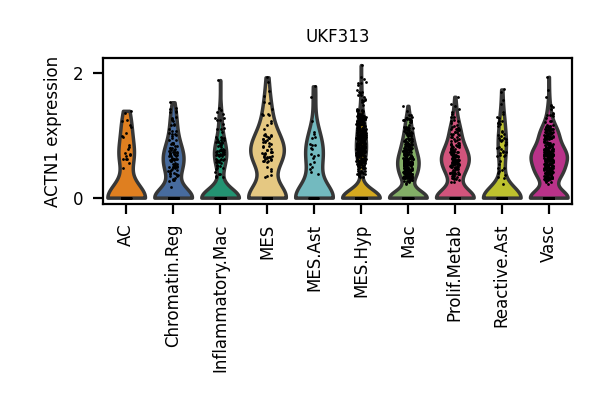 UKF313
ACTN1 expression
2
0
AC
Chromatin.Reg
Inflammatory.Mac
MES
MES.Ast
MES.Hyp
Mac
Prolif.Metab
Reactive.Ast
Vasc